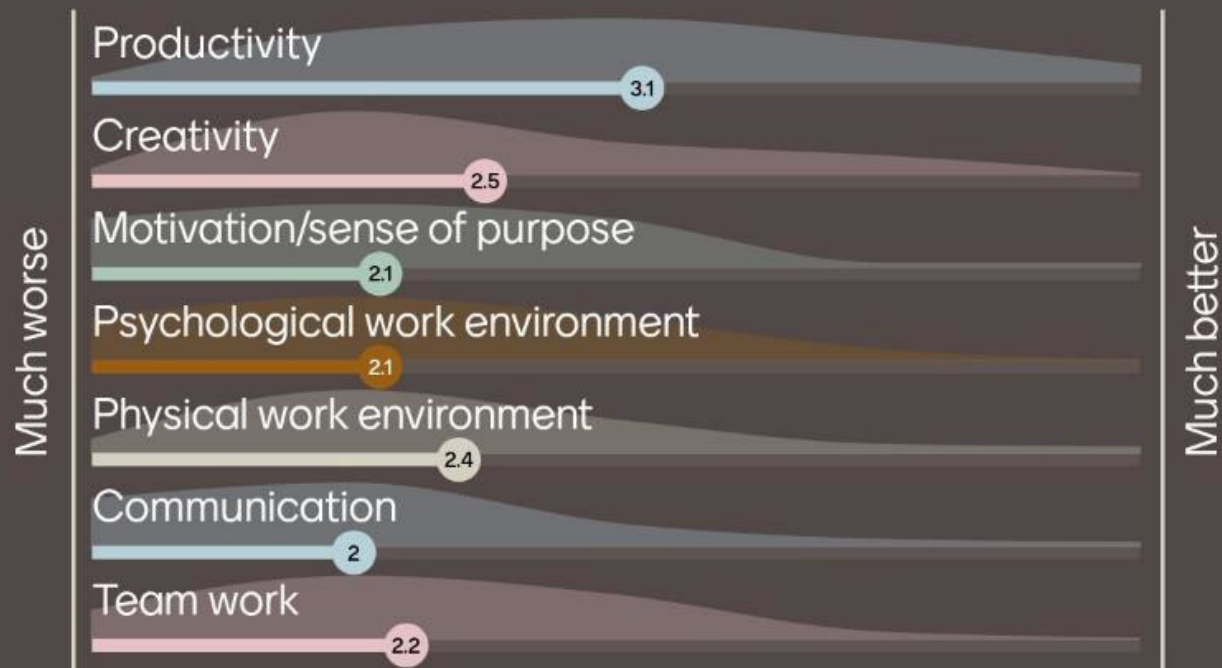 Much worse
Productivity
3.1
Creativity
2.5
Motivation/sense of purpose
2.1
Psychological work environment
2.1
Physical work environment
2.4
Communication
2
Team work
2.2
Much better